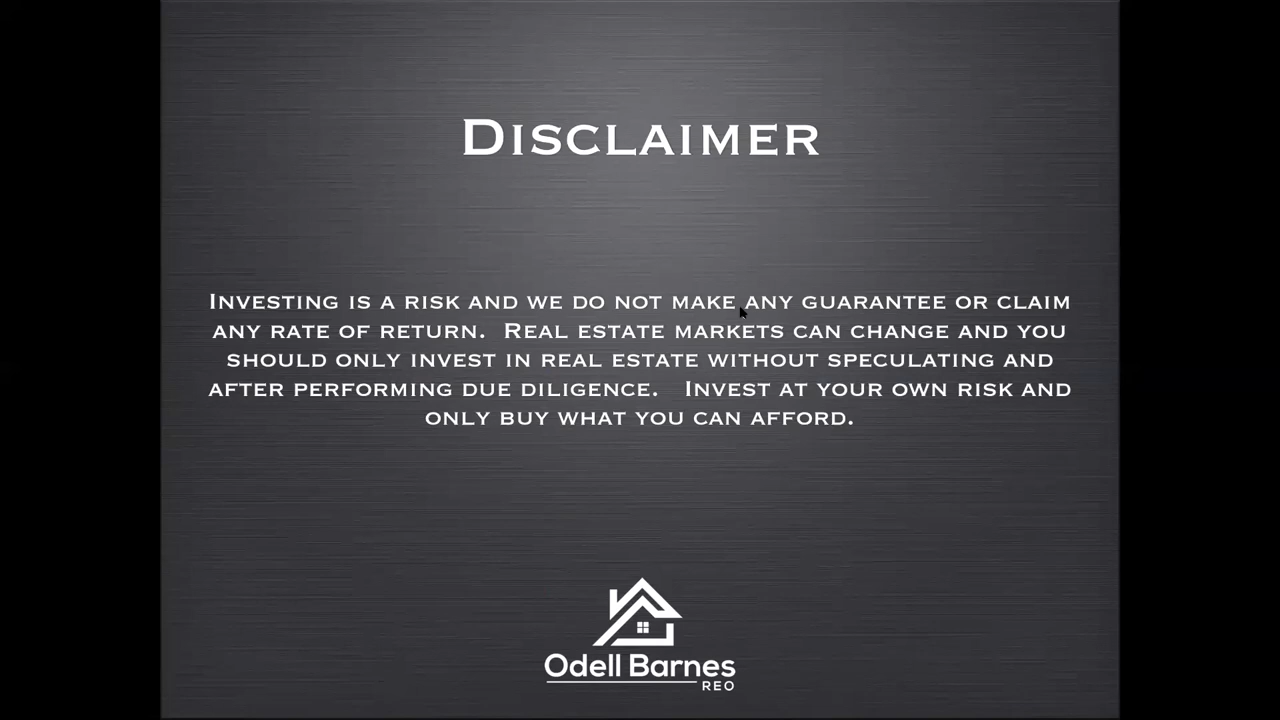 DISCLAIMER
INVESTING IS A RISK AND WE DO NOT MAKE ANY GUARANTEE OR CLAIM
ANY RATE OF RETURN.  REAL ESTATE MARKETS CAN CHANGE AND YOU
SHOULD ONLY INVEST IN REAL ESTATE WITHOUT SPECULATING AND
AFTER PERFORMING DUE DILIGENCE.   INVEST AT YOUR OWN RISK AND
ONLY BUY WHAT YOU CAN AFFORD.
Odell Barnes
REO